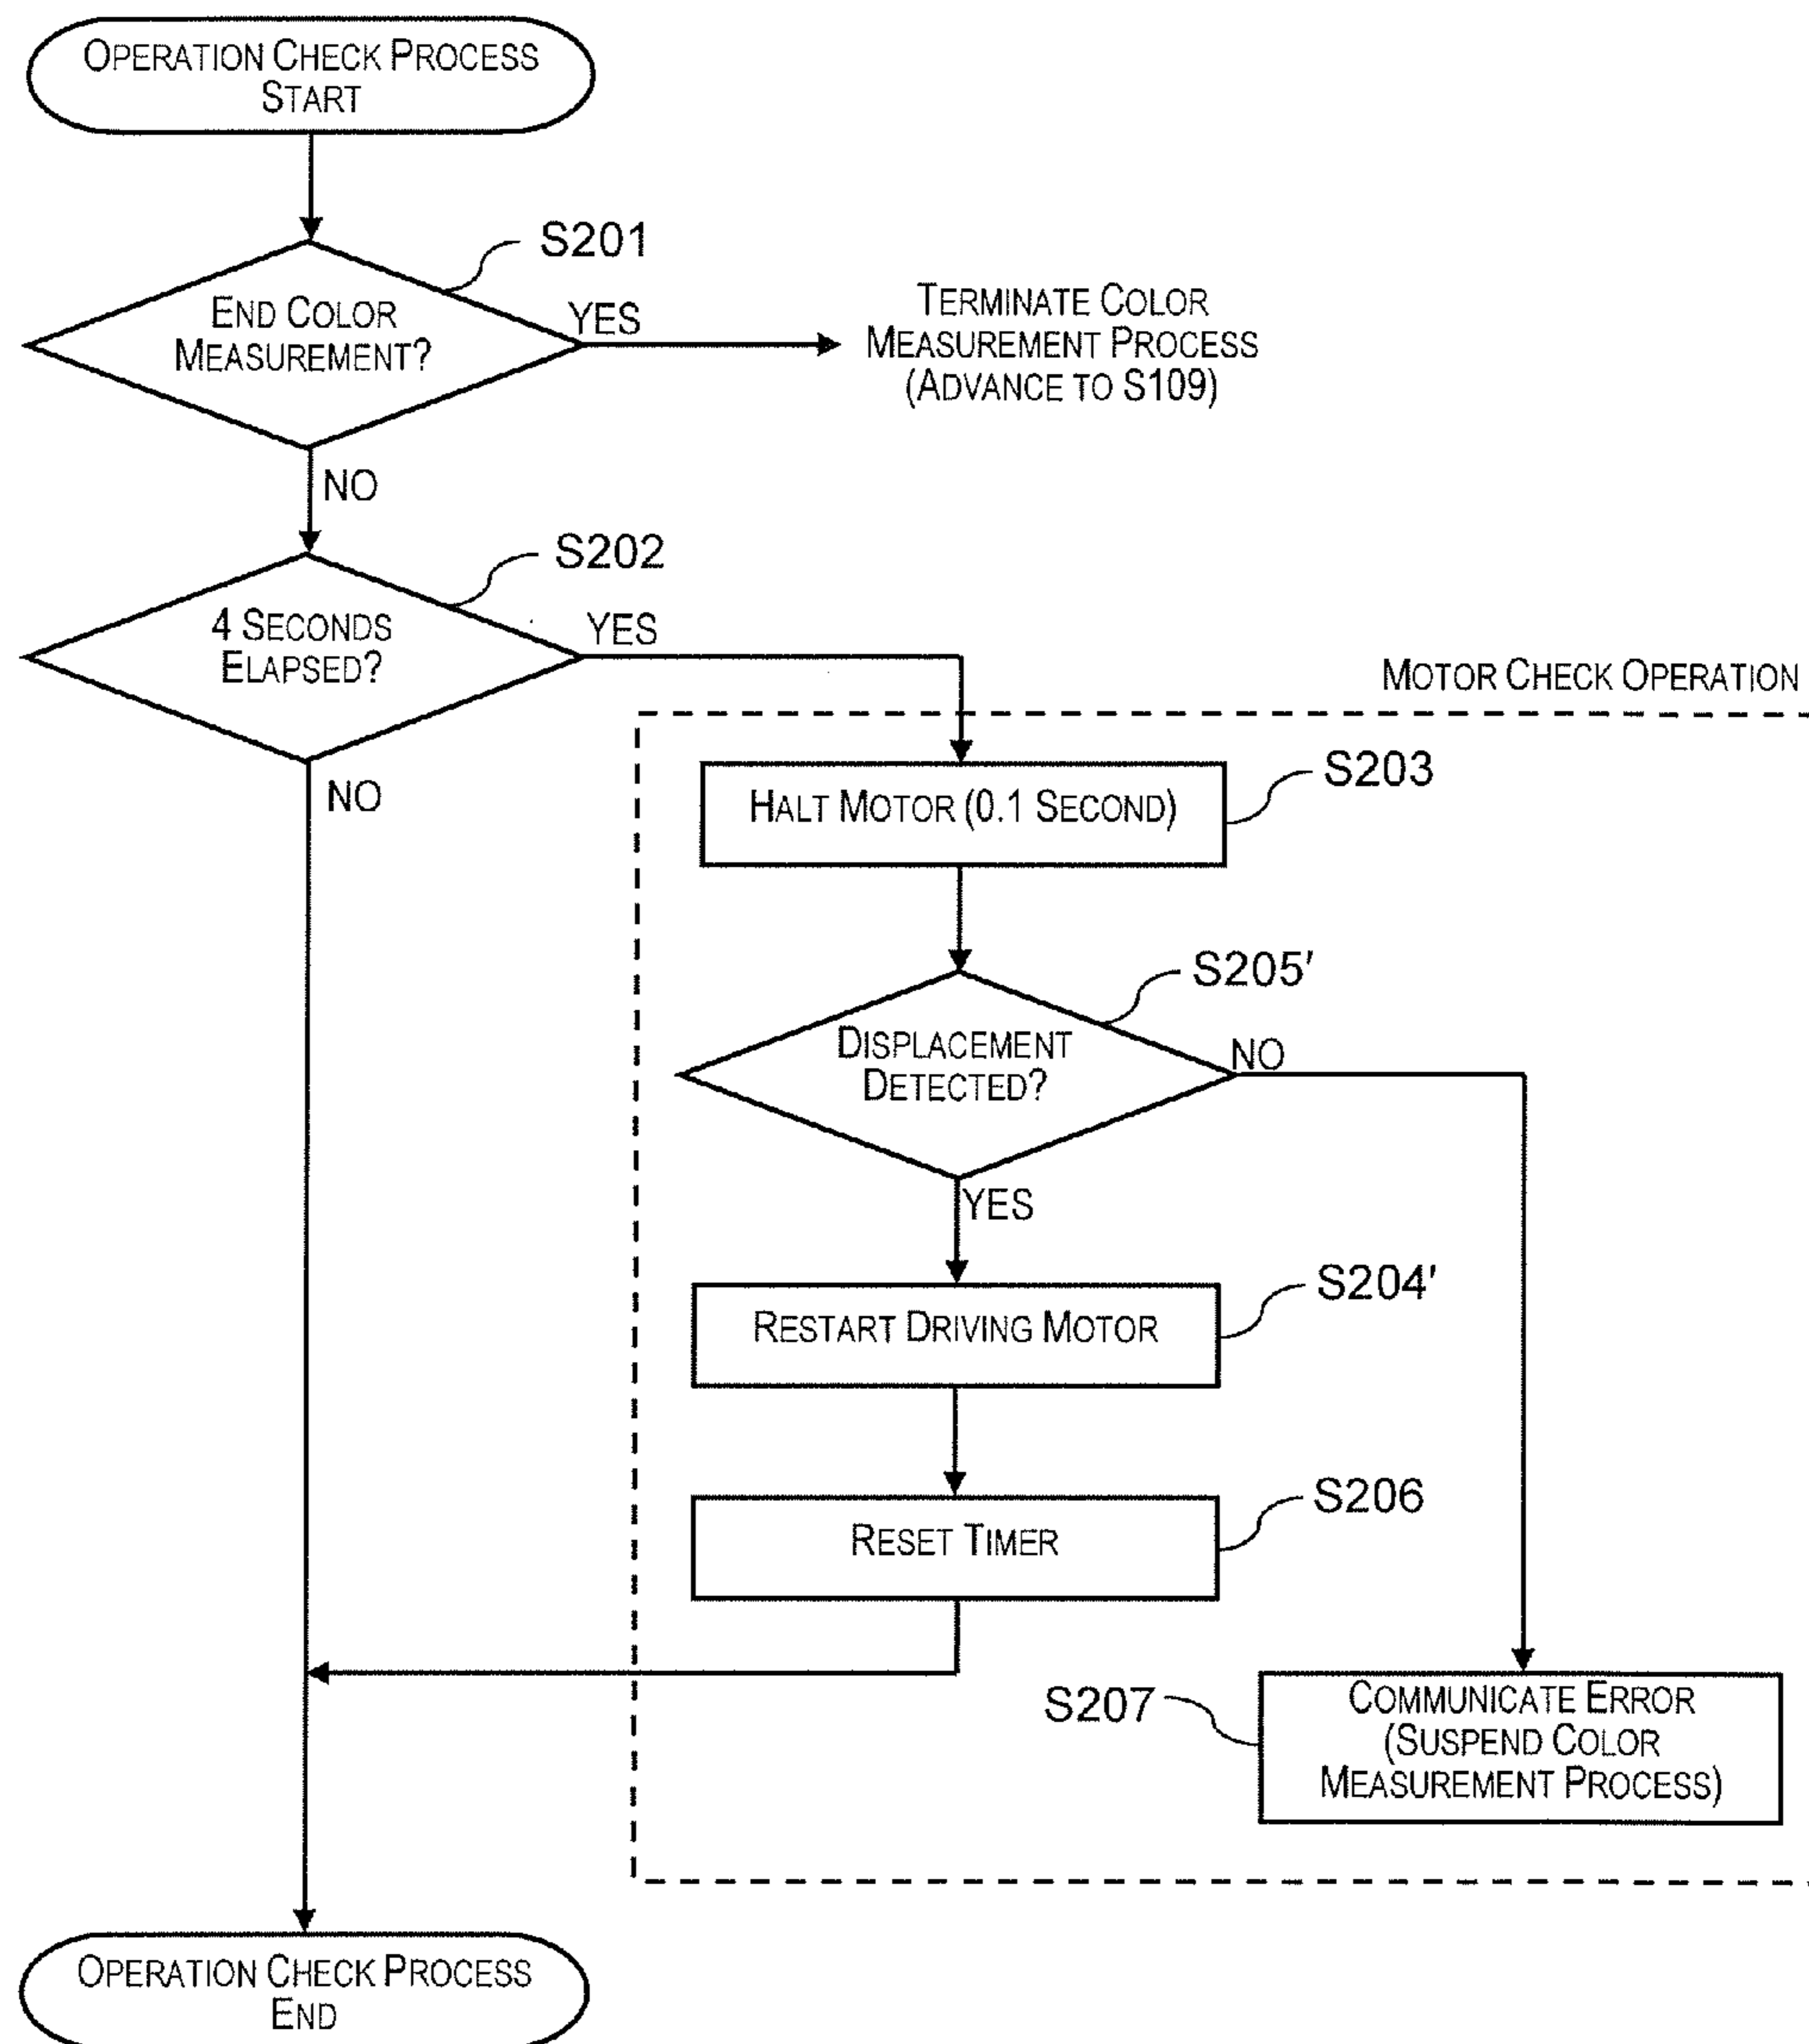 OPERATION CHECK PROCESS
START
S201
END COLOR
MEASUREMENT?
YES
TERMINATE COLOR
MEASUREMENT PROCESS
(ADVANCE TO S109)
NO
S202
4 SECONDS
ELAPSED?
YES
NO
MOTOR CHECK OPERATION
HALT MOTOR (0.1 SECOND)
S203
S205'
DISPLACEMENT
DETECTED?
NO
YES
S204'
RESTART DRIVING MOTOR
S206
RESET TIMER
S207
COMMUNICATE ERROR
(SUSPEND COLOR
MEASUREMENT PROCESS)
OPERATION CHECK PROCESS
END